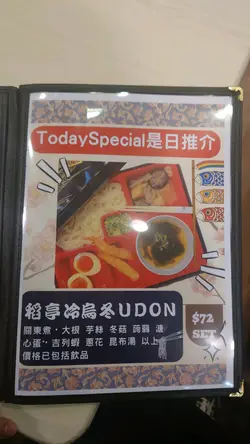 TodaySpecial是日推介
稻亭冷烏冬UDON
關東煮·大根 芋絲 冬菇 蒟蒻 溏
心蛋·吉列蝦 蔥花 昆布湯 以上
價格已包括飲品
$72
SET